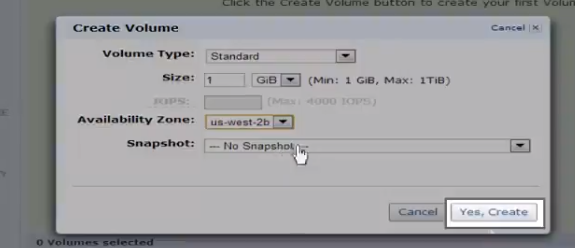 Click the Create Volume button to create your first Volum
Create Volume
Cancel X
Volume Type: Standard
Size: 1 GiB (Min: 1 GiB, Max: 1TiB)
IOPS: (Max: 4000 IOPS)
Availability Zone: us-west-2b
Snapshot: --- No Snapshot ---
Cancel Yes, Create
0 Volumes selected